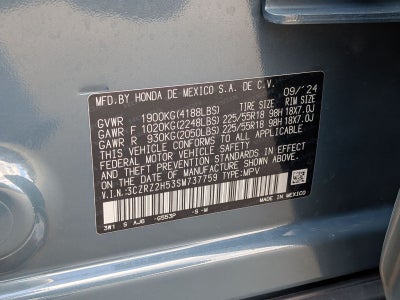 MFD. BY HONDA DE MEXICO S.A. DE C.V. 09/'24
TIRE SIZE RIM SIZE
GVWR 1900KG(4188LBS)
GAWR F 1020KG(2248LBS) 225/55R18 98H 18X7.0J
GAWR R 930KG(2050LBS) 225/55R18 98H 18X7.0J
THIS VEHICLE CONFORMS TO ALL APPLICABLE
FEDERAL MOTOR VEHICLE SAFETY AND
THEFT PREVENTION STANDARDS IN EFFECT ON
THE DATE OF MANUFACTURE SHOWN ABOVE.
V.I.N.:3CZRZ2H53SM737759 TYPE:MPV
3W1 S AJG -G553P -S -M
MADE IN MEXICO